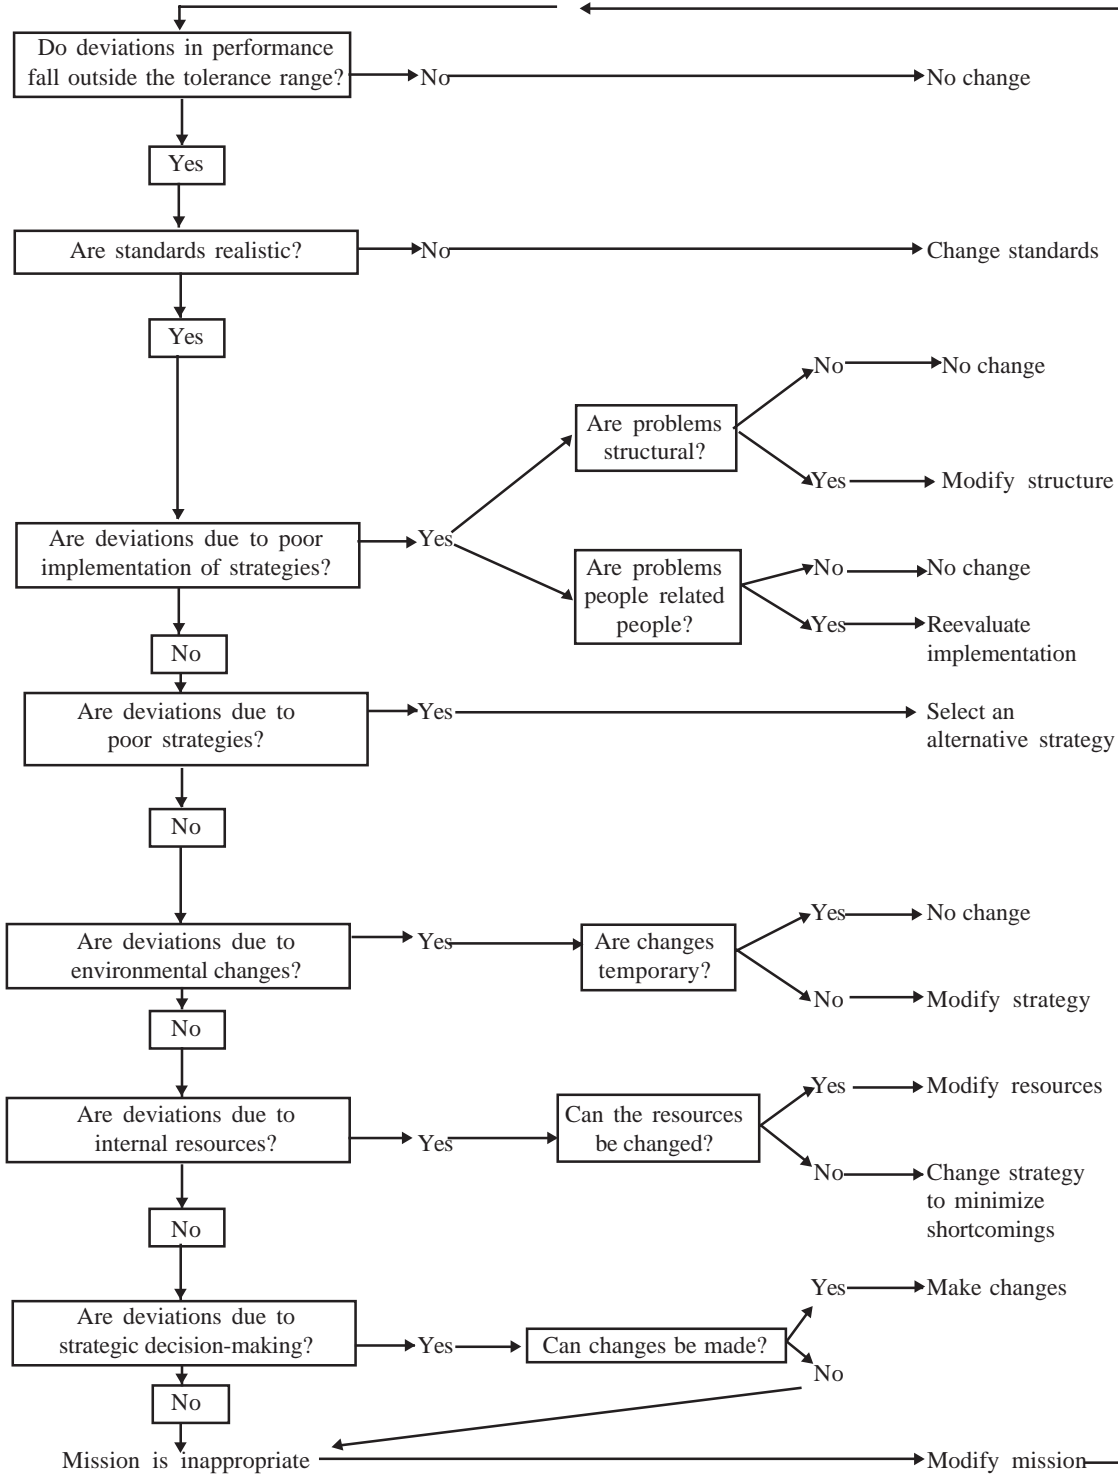 Do deviations in performance
fall outside the tolerance range?
No
No change
Yes
Are standards realistic?
No
Change standards
Yes
Are deviations due to poor
implementation of strategies?
Yes
Are problems
structural?
No
No change
Yes
Modify structure
Are problems
people related
people?
No
No change
Yes
Reevaluate
implementation
No
Are deviations due to
poor strategies?
Yes
Select an
alternative strategy
No
Are deviations due to
environmental changes?
Yes
Are changes
temporary?
Yes
No change
No
Modify strategy
No
Are deviations due to
internal resources?
Yes
Can the resources
be changed?
Yes
Modify resources
No
Change strategy
to minimize
shortcomings
No
Are deviations due to
strategic decision-making?
Yes
Can changes be made?
Yes
Make changes
No
No
Mission is inappropriate
Modify mission